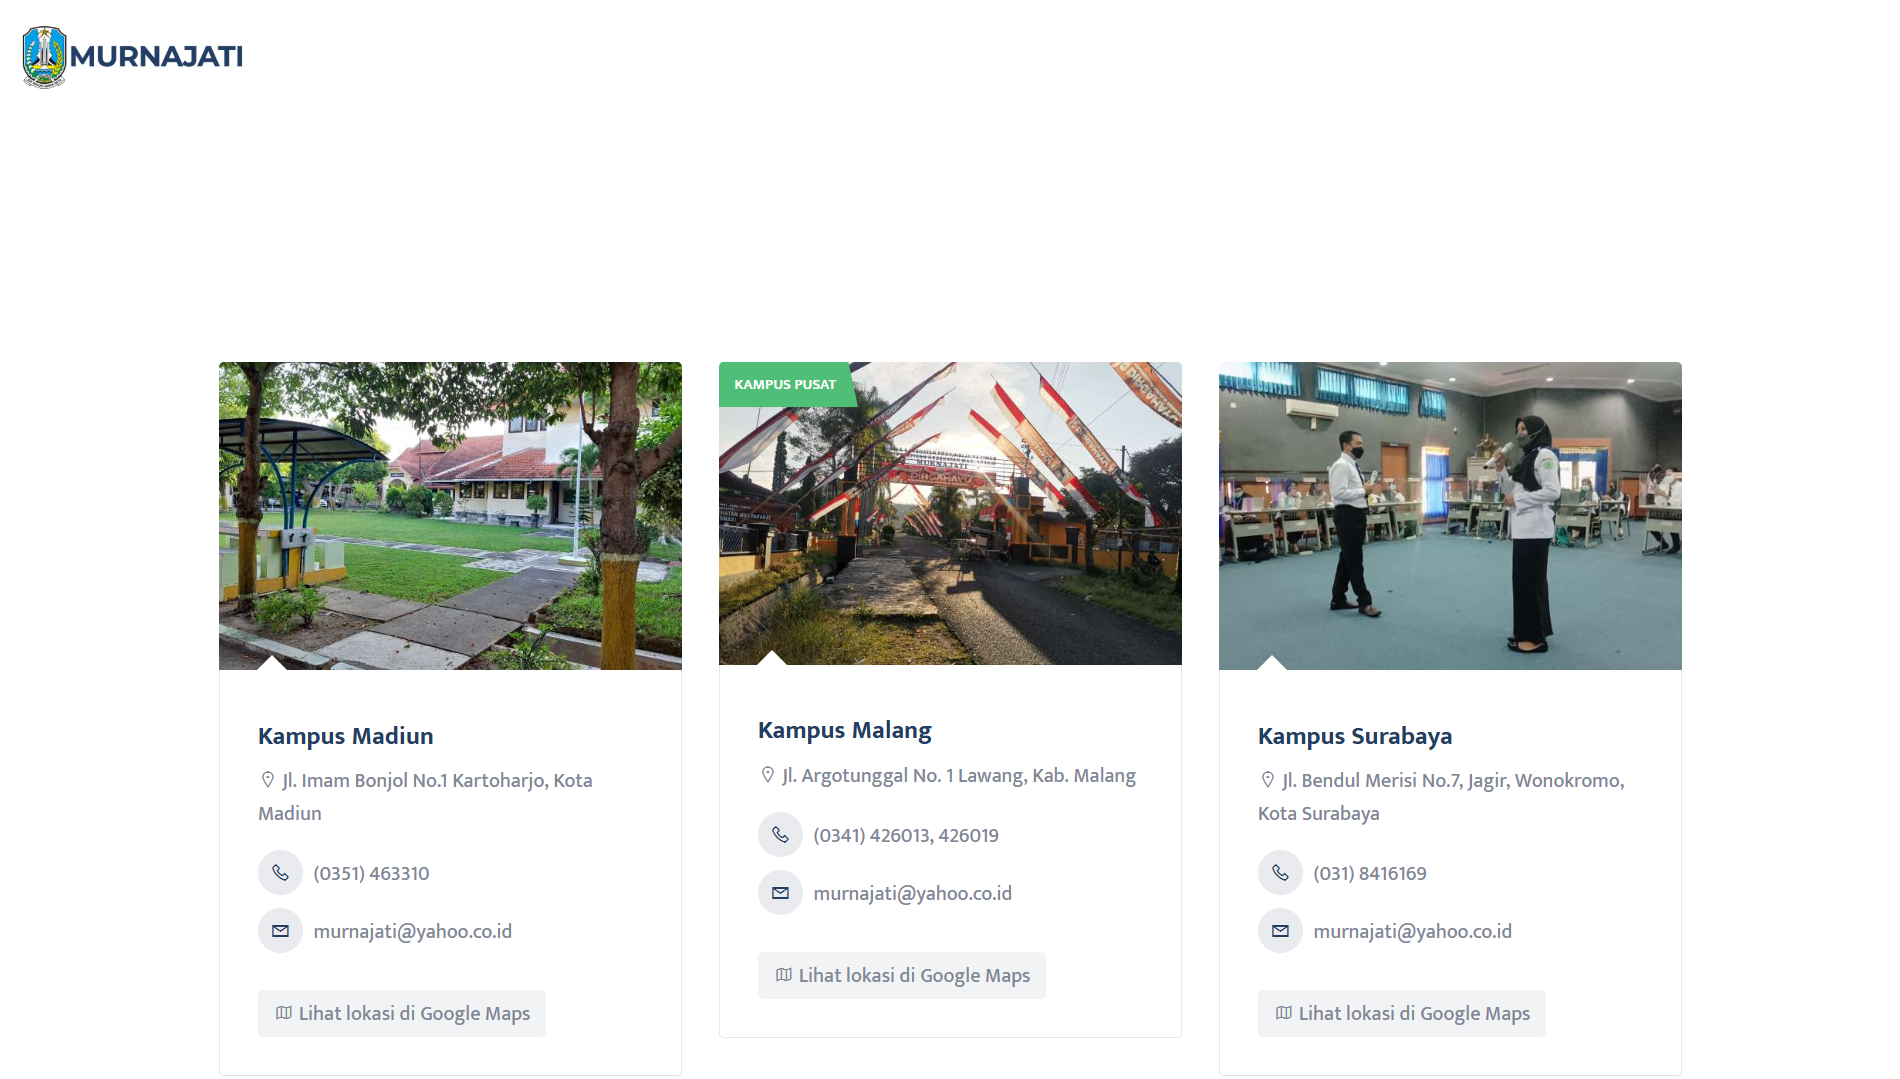 MURNAJATI
KAMPUS PUSAT
MURNAJATI
DIRGAHAYU
Kampus Madiun
Jl. Imam Bonjol No.1 Kartoharjo, Kota
Madiun
(0351) 463310
murnajati@yahoo.co.id
Lihat lokasi di Google Maps
Kampus Malang
Jl. Argotunggal No. 1 Lawang, Kab. Malang
(0341) 426013, 426019
murnajati@yahoo.co.id
Lihat lokasi di Google Maps
Kampus Surabaya
Jl. Bendul Merisi No.7, Jagir, Wonokromo,
Kota Surabaya
(031) 8416169
murnajati@yahoo.co.id
Lihat lokasi di Google Maps